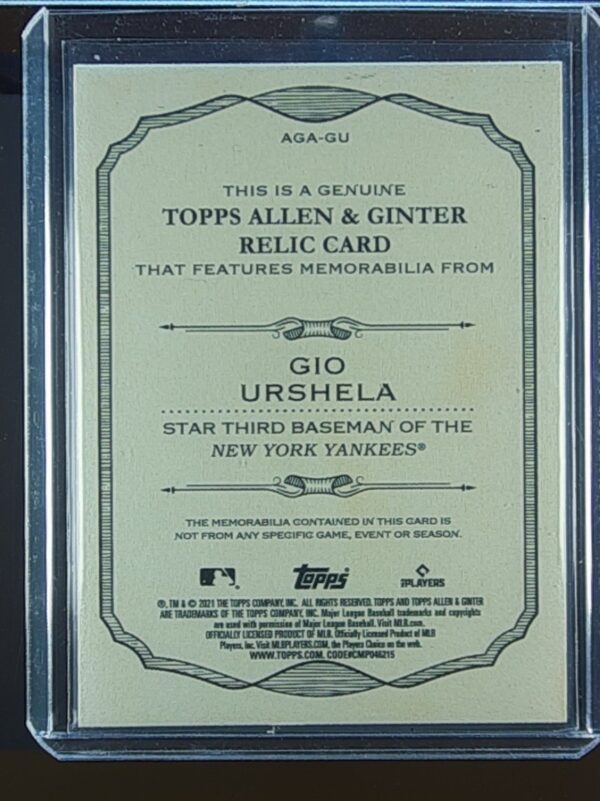 AGA-GU
THIS IS A GENUINE
TOPPS ALLEN & GINTER
RELIC CARD
THAT FEATURES MEMORABILIA FROM
GIO
URSHELA
STAR THIRD BASEMAN OF THE
NEW YORK YANKEES®
THE MEMORABILIA CONTAINED IN THIS CARD IS
NOT FROM ANY SPECIFIC GAME, EVENT OR SEASON.
Topps PLAYERS
®, TM & © 2021 THE TOPPS COMPANY, INC. ALL RIGHTS RESERVED. TOPPS AND TOPPS ALLEN & GINTER
ARE TRADEMARKS OF THE TOPPS COMPANY, INC. Major League Baseball trademarks and copyrights
are used with permission of Major League Baseball. Visit MLB.com.
OFFICIALLY LICENSED PRODUCT OF MLB. Officially Licensed Product of MLB
Players, Inc. Visit MLBPLAYERS.COM, the Players Choice on the web.
WWW.TOPPS.COM. CODE#CMP046215